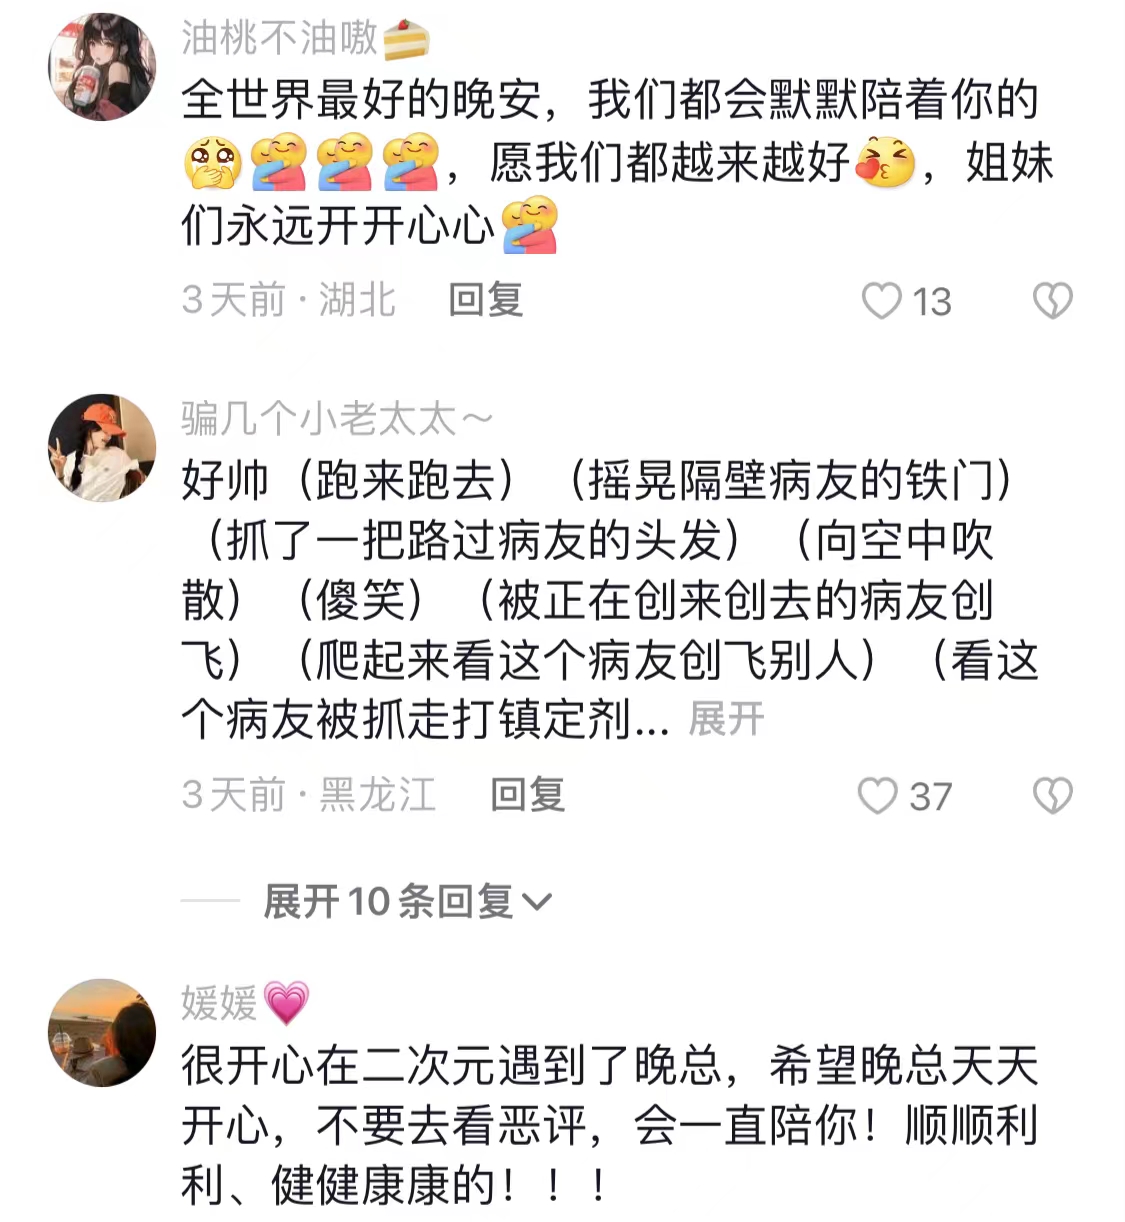 油桃不油嗷🍰
全世界最好的晚安，我们都会默默陪着你的
🥹🫂🫂🫂，愿我们都越来越好😘，姐妹
们永远开开心心🫂
3天前·湖北 回复 13
骗几个小老太太～
好帅（跑来跑去）（摇晃隔壁病友的铁门）
（抓了一把路过病友的头发）（向空中吹
散）（傻笑）（被正在创来创去的病友创
飞）（爬起来看这个病友创飞别人）（看这
个病友被抓走打镇定剂... 展开
3天前·黑龙江 回复 37
展开10条回复
媛媛💗
很开心在二次元遇到了晚总，希望晚总天天
开心，不要去看恶评，会一直陪你！顺顺利
利、健健康康的！！！